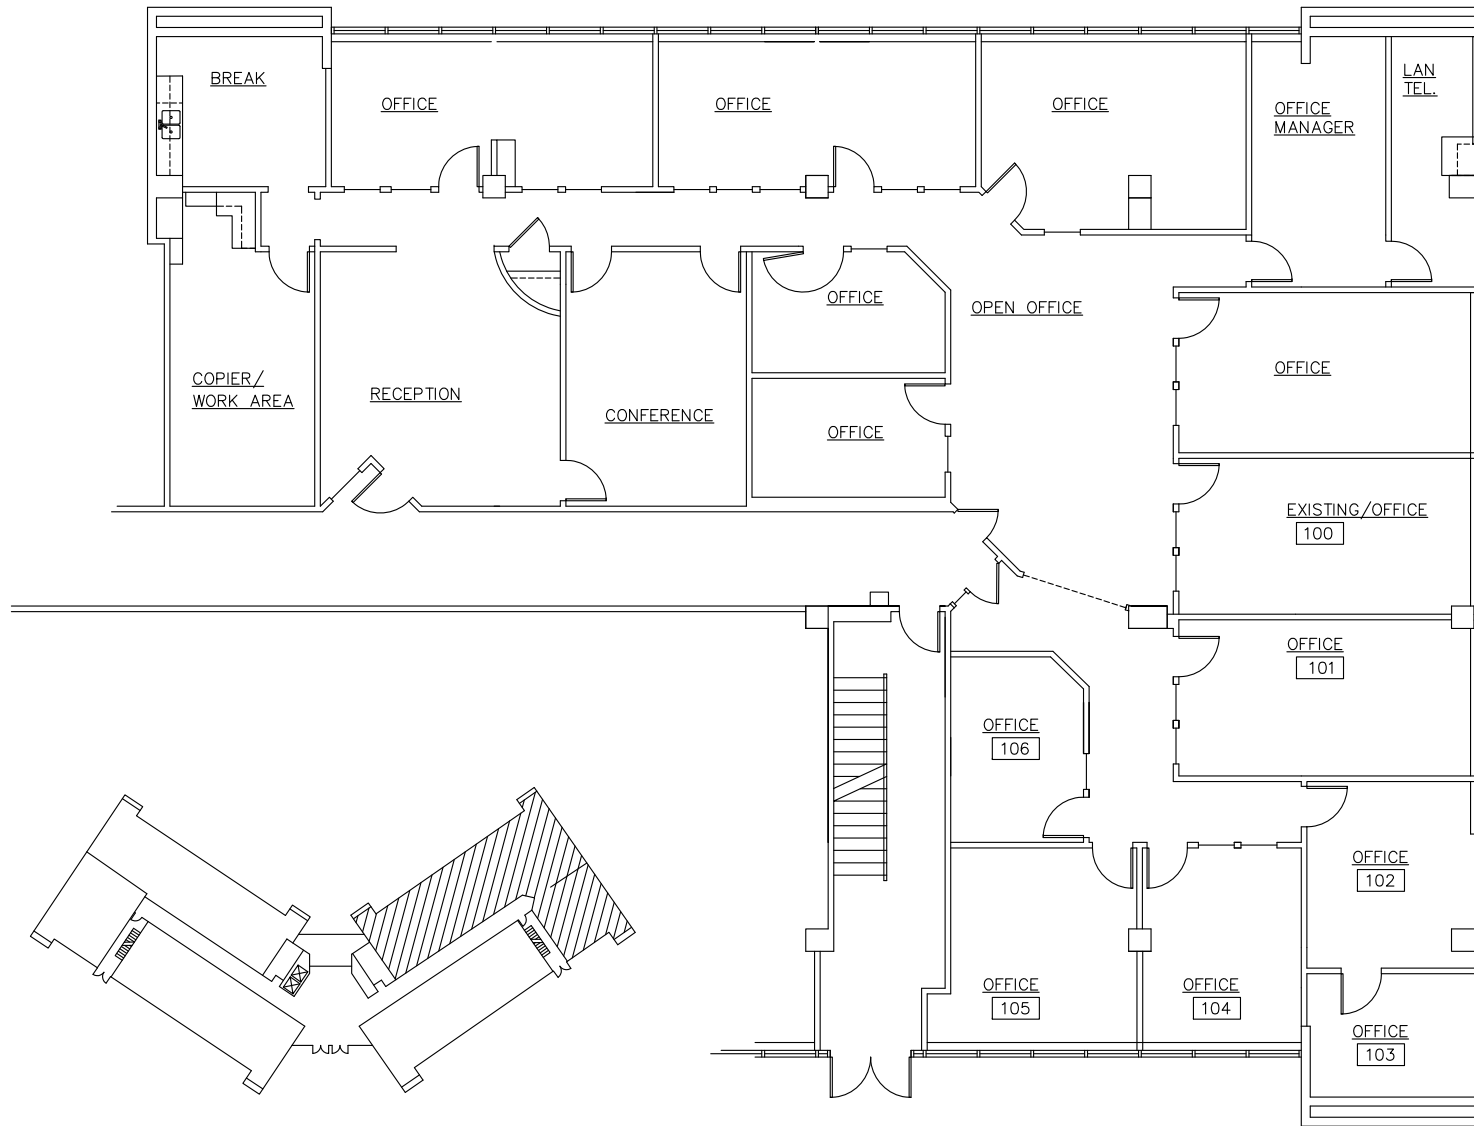 BREAK
OFFICE
OFFICE
OFFICE
OFFICE
MANAGER
LAN
TEL.
OFFICE
OPEN OFFICE
OFFICE
COPIER/
WORK AREA
RECEPTION
CONFERENCE
OFFICE
EXISTING/OFFICE
100
OFFICE
101
OFFICE
106
OFFICE
102
OFFICE
105
OFFICE
104
OFFICE
103